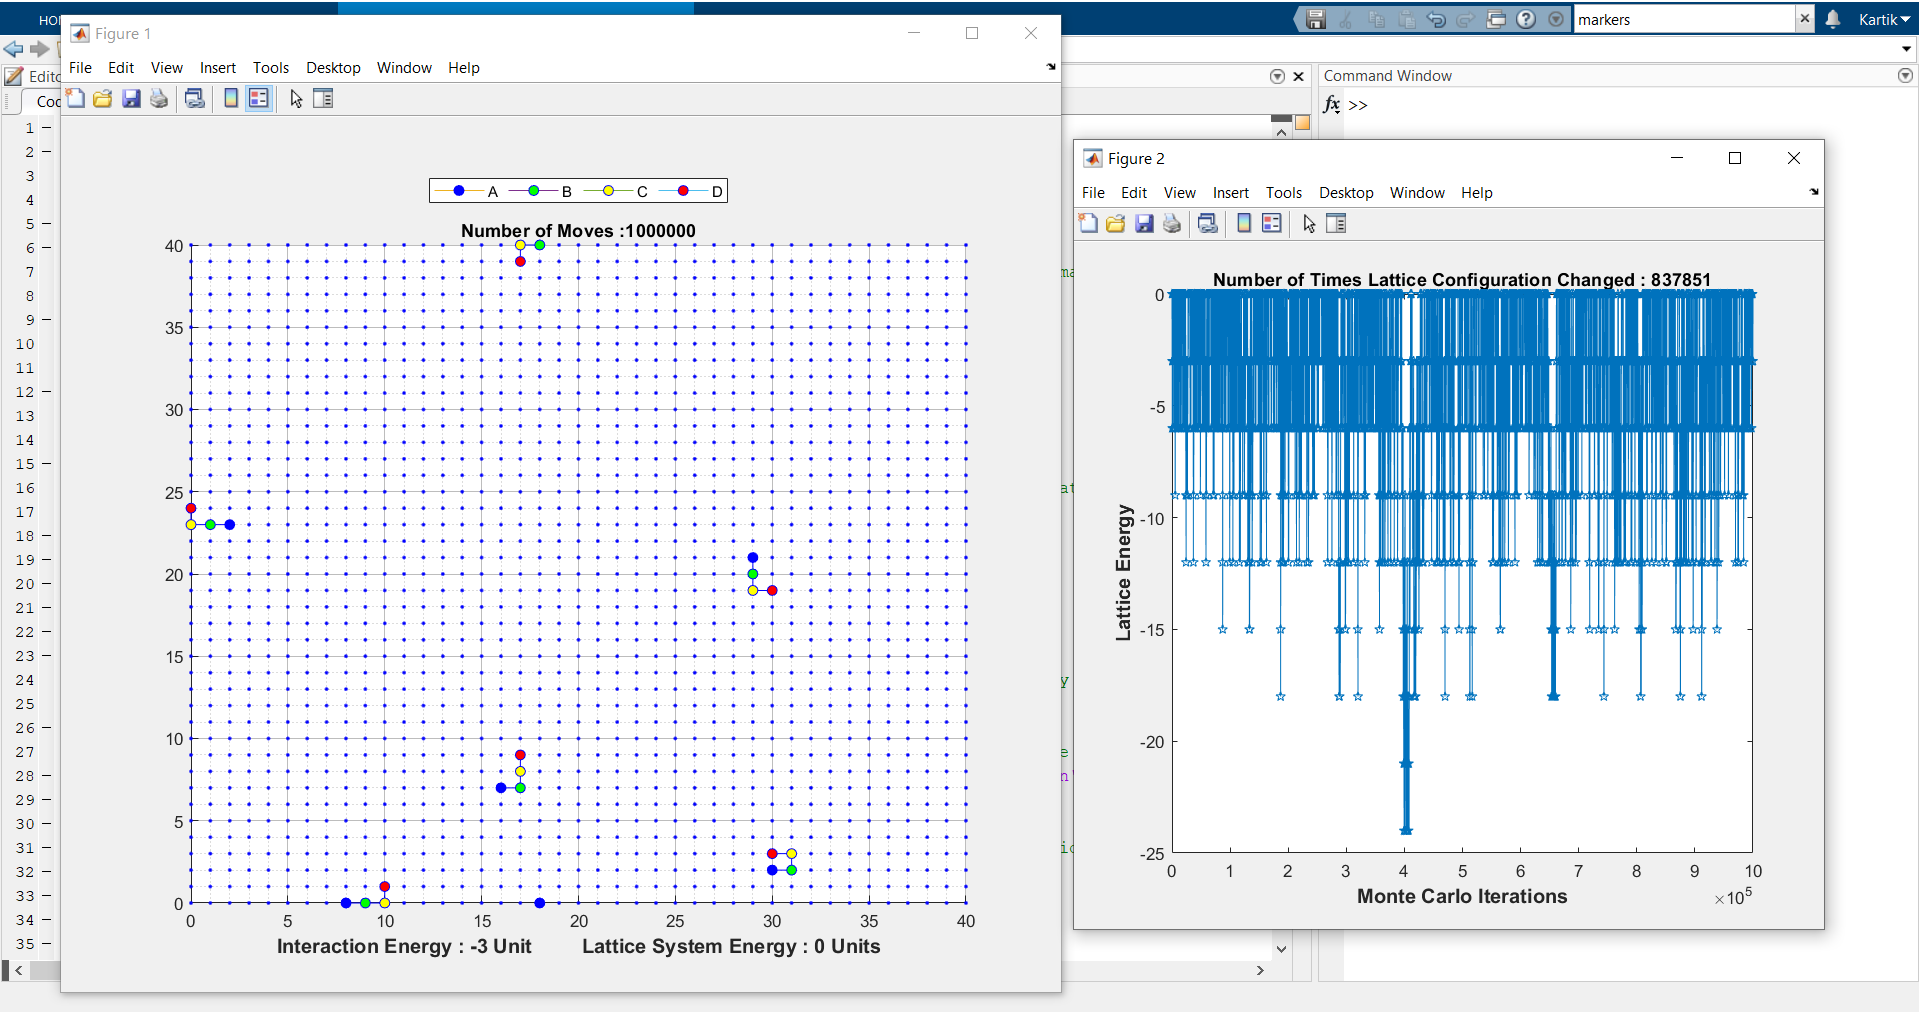 HO
markers
Kartik
Figure 1
File Edit View Insert Tools Desktop Window Help
A B C D
Number of Moves :1000000
40
35
30
25
20
15
10
5
0
0 5 10 15 20 25 30 35 40
Interaction Energy : -3 Unit Lattice System Energy : 0 Units
Edito
Coc
1 –
2 –
3
4
5 –
6 –
7
8
9 –
10
11
12 –
13
14
15 –
16
17
18 –
19 –
20 –
21 –
22
23 –
24
25
26 –
27
28 –
29 –
30 –
31 –
32 –
33 –
34 –
35 –
ma
at
y
e
n'
Command Window
fx >>
Figure 2
File Edit View Insert Tools Desktop Window Help
Number of Times Lattice Configuration Changed : 837851
Lattice Energy
0
-5
-10
-15
-20
-25
0 1 2 3 4 5 6 7 8 9 10
Monte Carlo Iterations
×10⁵